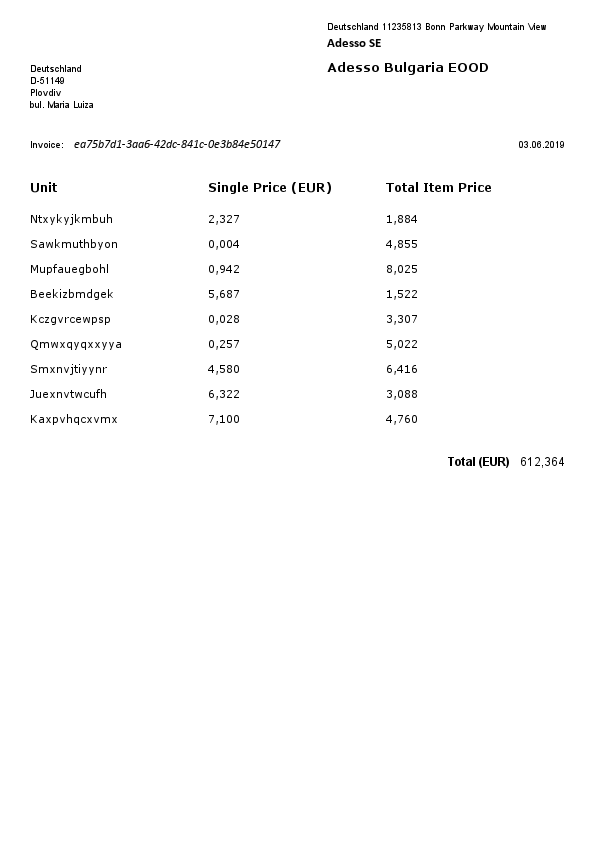 Deutschland 11235813 Bonn Parkway Mountain View
Adesso SE
Adesso Bulgaria EOOD
Deutschland
D-51149
Plovdiv
bul. Maria Luiza
Invoice: ea75b7d1-3aa6-42dc-841c-0e3b84e50147 03.06.2019
Unit Single Price (EUR) Total Item Price
Ntxykyjkmbuh 2,327 1,884
Sawkmuthbyon 0,004 4,855
Mupfauegbohl 0,942 8,025
Beekizbmdgek 5,687 1,522
Kczgvrcewpsp 0,028 3,307
Qmwxqyqxxyya 0,257 5,022
Smxnvjtiyynr 4,580 6,416
Juexnvtwcufh 6,322 3,088
Kaxpvhqcxvmx 7,100 4,760
Total (EUR) 612,364